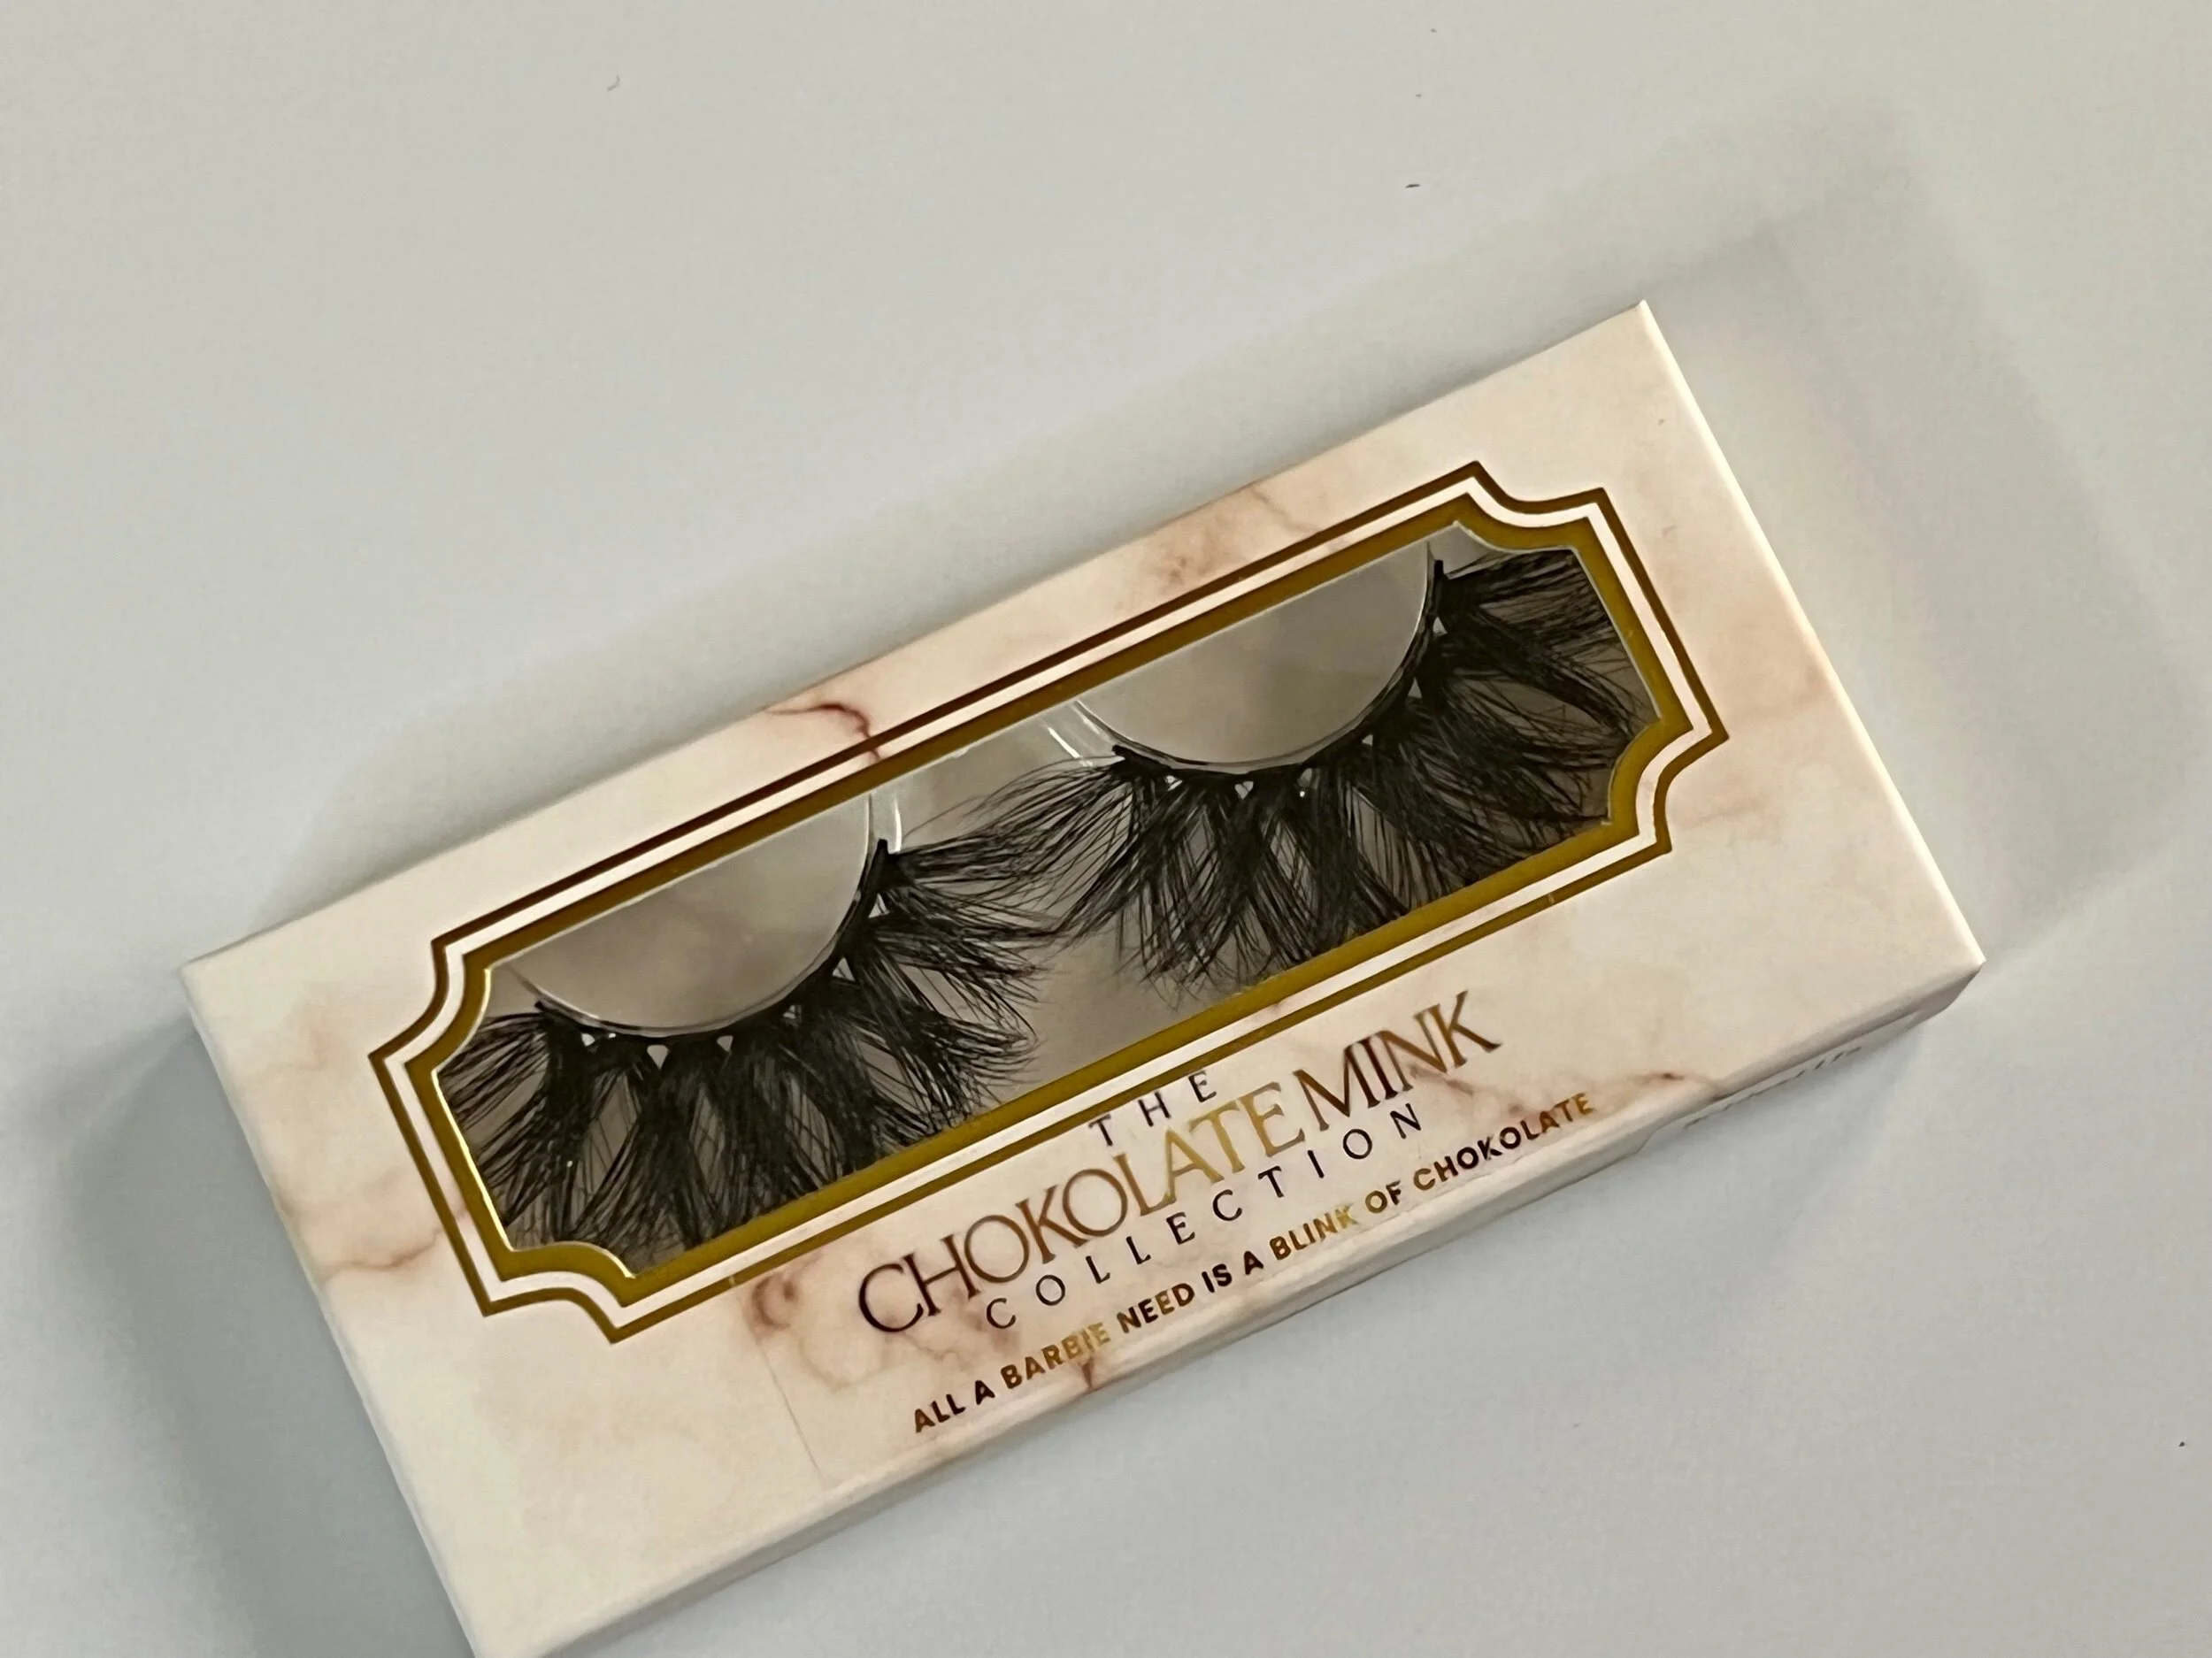 THE
CHOKOLATE MINK
COLLECTION
ALL A BARBIE NEED IS A BLINK OF CHOKOLATE